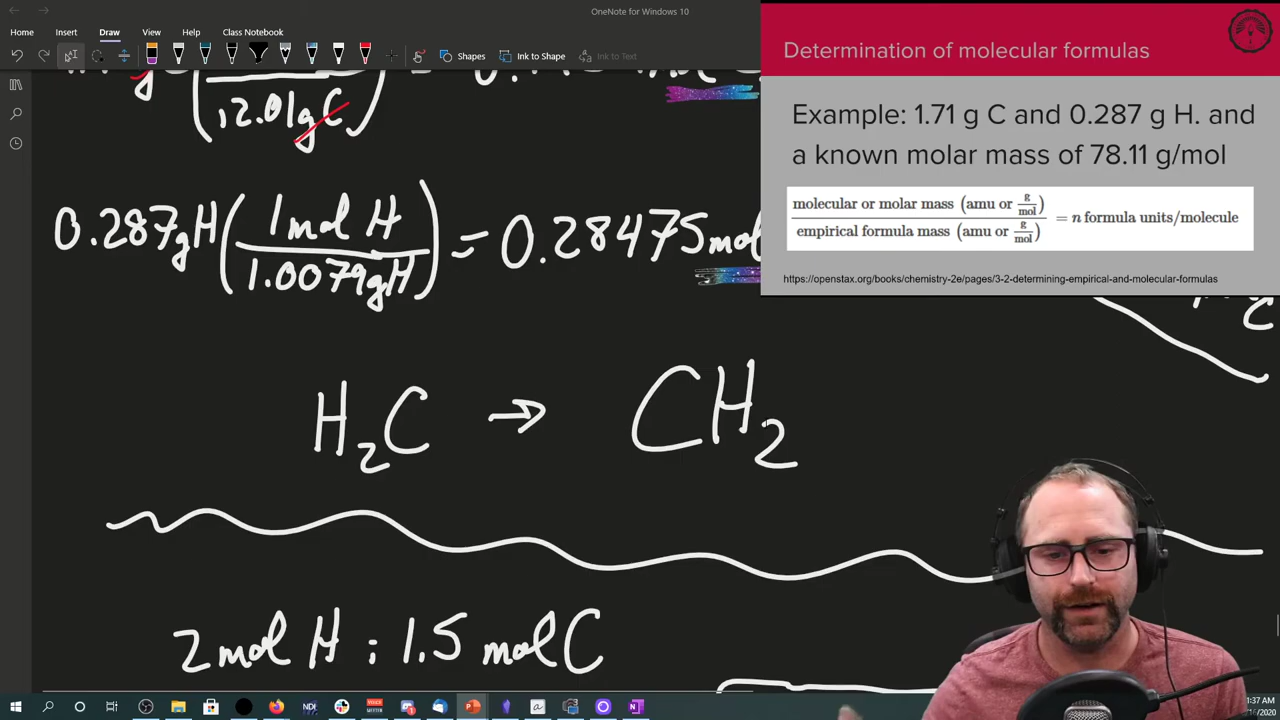 OneNote for Windows 10
Home Insert Draw View Help Class Notebook
Shapes Ink to Shape Ink to Text
Determination of molecular formulas
Example: 1.71 g C and 0.287 g H. and
a known molar mass of 78.11 g/mol
molecular or molar mass (amu or g/mol) / empirical formula mass (amu or g/mol) = n formula units/molecule
https://openstax.org/books/chemistry-2e/pages/3-2-determining-empirical-and-molecular-formulas
12.01gC
0.287gH(1mol H / 1.0079gH) = 0.28475mol
C
H₂C → CH₂
2mol H : 1.5 mol C
1:37 AM